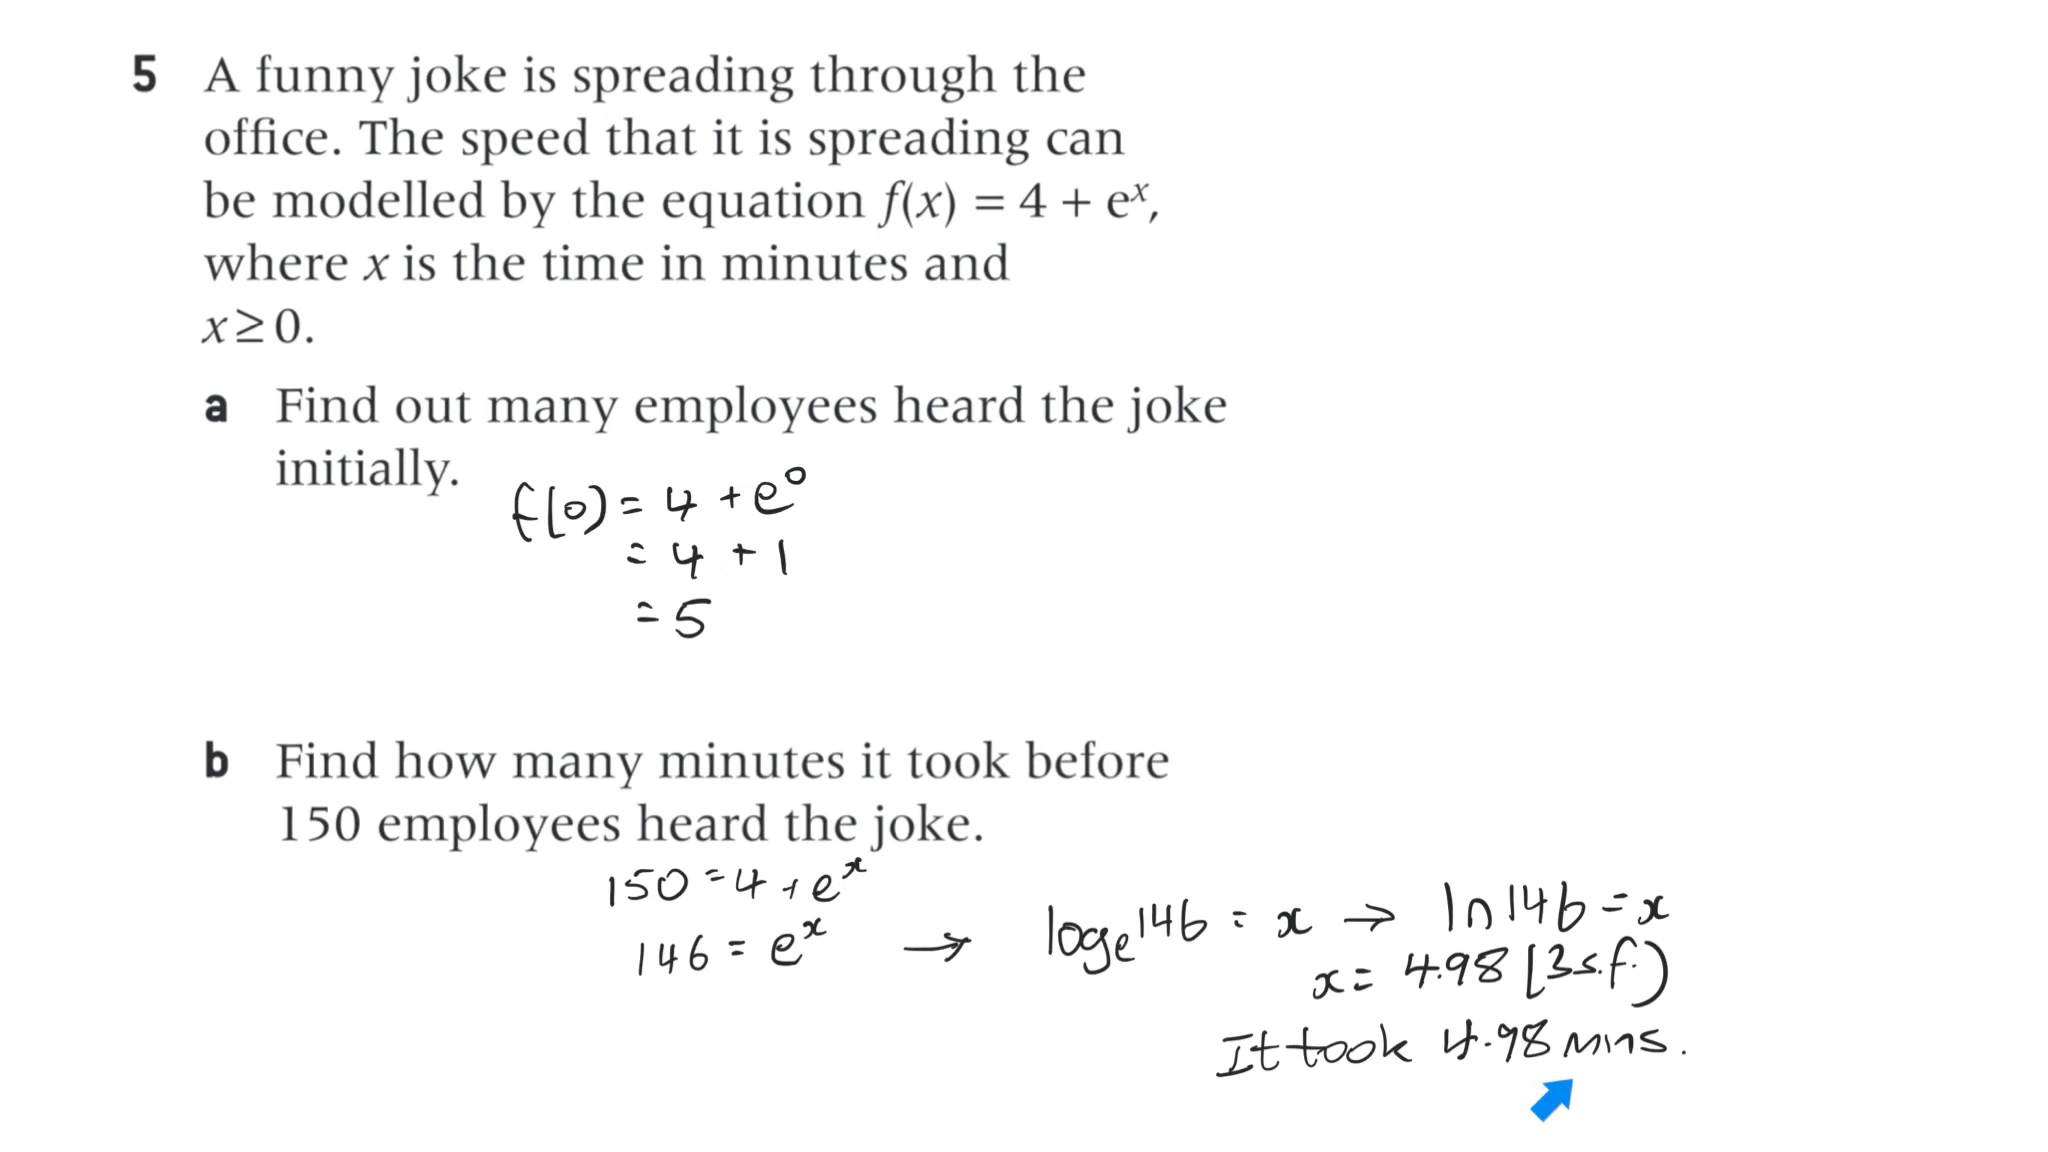 5 A funny joke is spreading through the
office. The speed that it is spreading can
be modelled by the equation f(x) = 4 + eˣ,
where x is the time in minutes and
x ≥ 0.
a Find out many employees heard the joke
initially.
f(0) = 4 + e⁰
= 4 + 1
= 5
b Find how many minutes it took before
150 employees heard the joke.
150 = 4 + eˣ
146 = eˣ → logₑ146 = x → ln146 = x
x = 4.98 (3s.f.)
It took 4.98 mins.